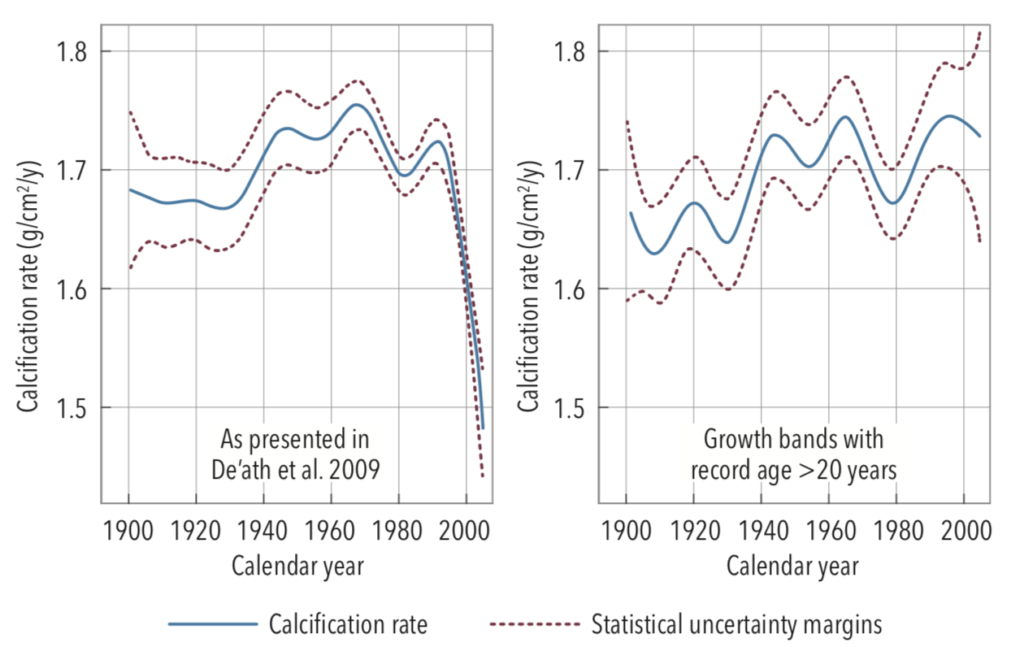 Calcification rate (g/cm²/y)
1.8
1.7
1.6
1.5
As presented in
De'ath et al. 2009
1900 1920 1940 1960 1980 2000
Calendar year
Calcification rate (g/cm²/y)
1.8
1.7
1.6
1.5
Growth bands with
record age >20 years
1900 1920 1940 1960 1980 2000
Calendar year
Calcification rate
Statistical uncertainty margins